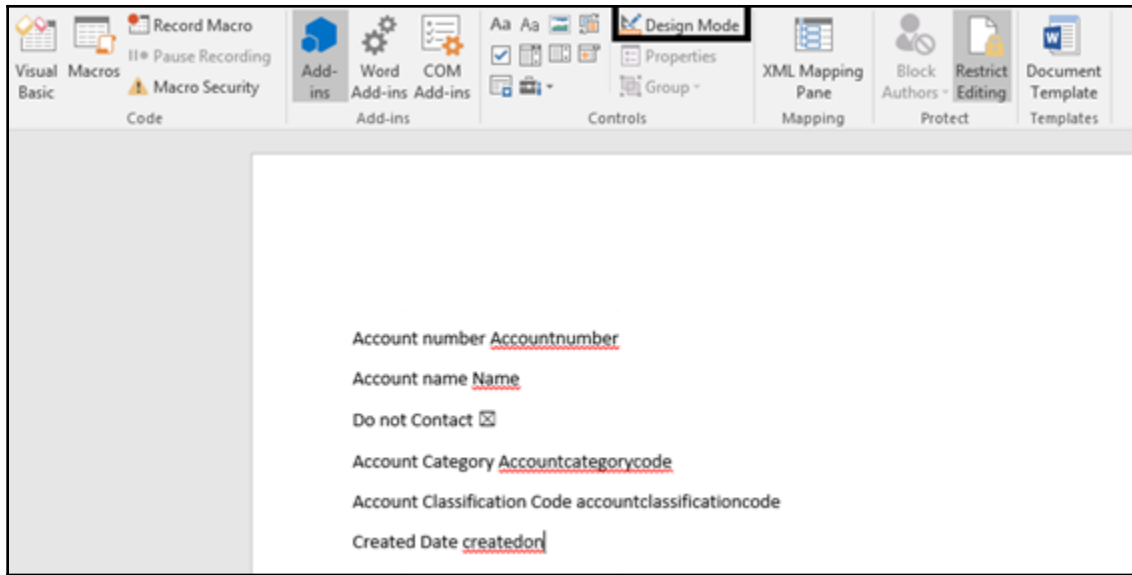 Record Macro
Pause Recording
Macro Security
Visual Basic
Macros
Code
Add-ins
Word Add-ins
COM Add-ins
Add-ins
Aa Aa
Design Mode
Properties
Group
Controls
XML Mapping Pane
Mapping
Block Authors
Restrict Editing
Protect
W
Document Template
Templates
Account number Accountnumber
Account name Name
Do not Contact ☒
Account Category Accountcategorycode
Account Classification Code accountclassificationcode
Created Date createdon